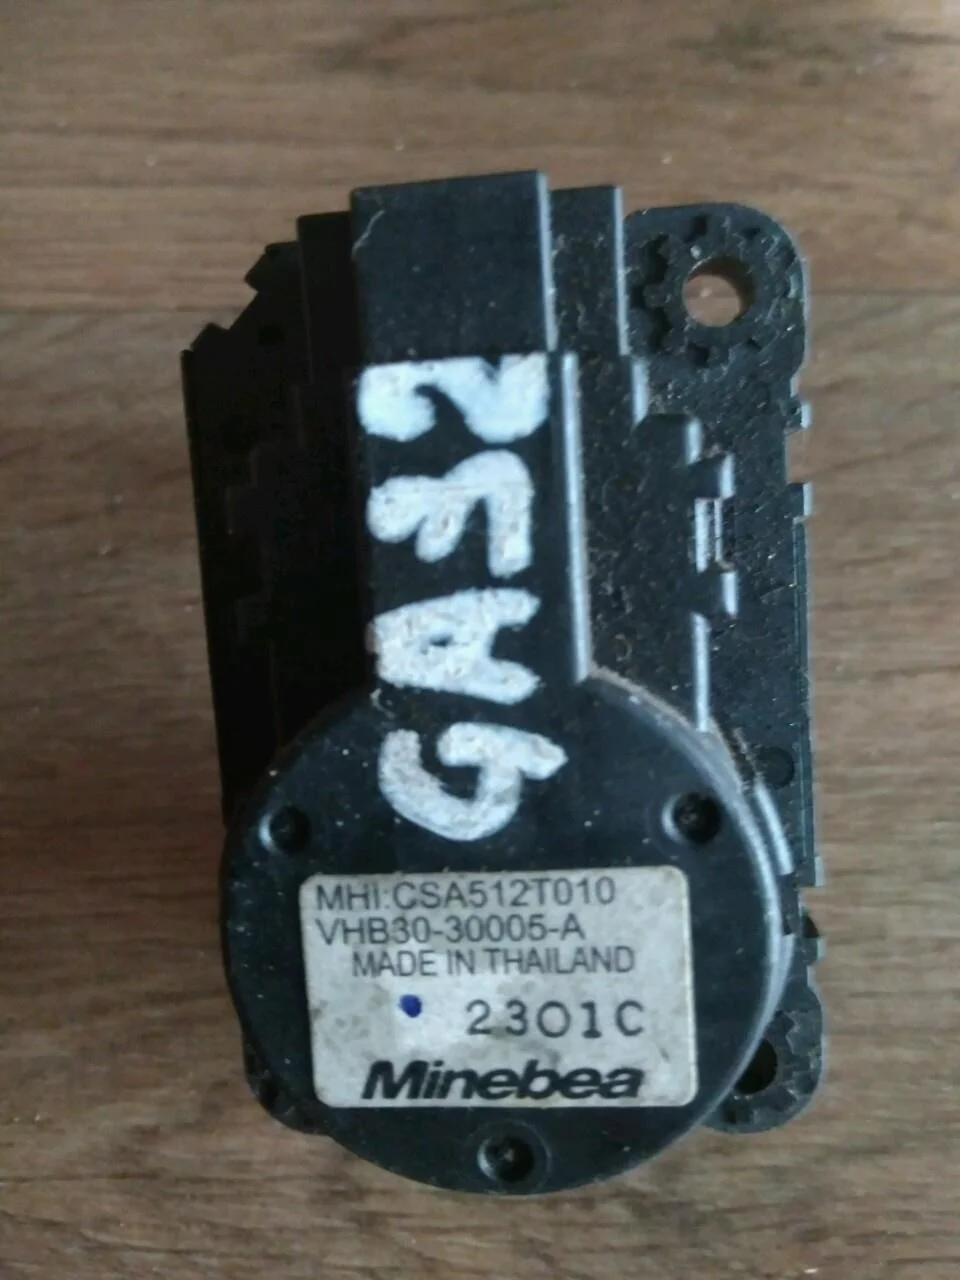 GA32
MHI:CSA512T010
VHB30-30005-A
MADE IN THAILAND
2301C
Minebea